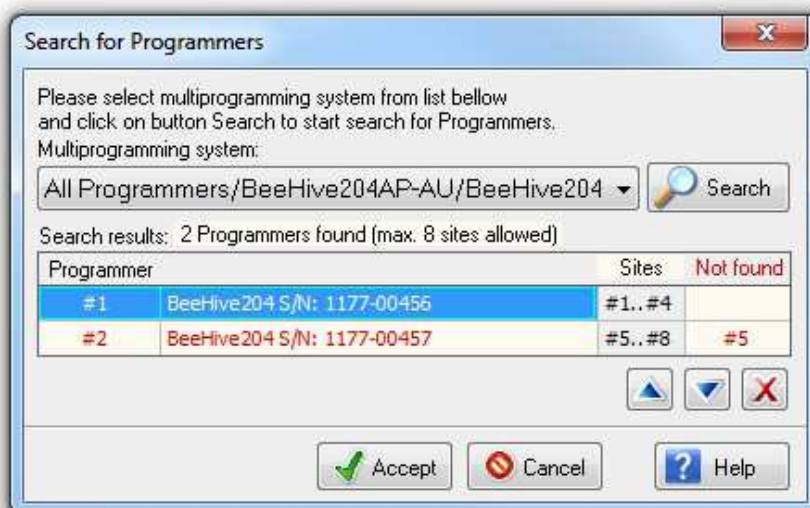 Search for Programmers
Please select multiprogramming system from list bellow
and click on button Search to start search for Programmers.
Multiprogramming system:
All Programmers/BeeHive204AP-AU/BeeHive204 Search
Search results: 2 Programmers found (max. 8 sites allowed)
Programmer Sites Not found
#1 BeeHive204 S/N: 1177-00456 #1..#4
#2 BeeHive204 S/N: 1177-00457 #5..#8 #5
Accept Cancel ? Help